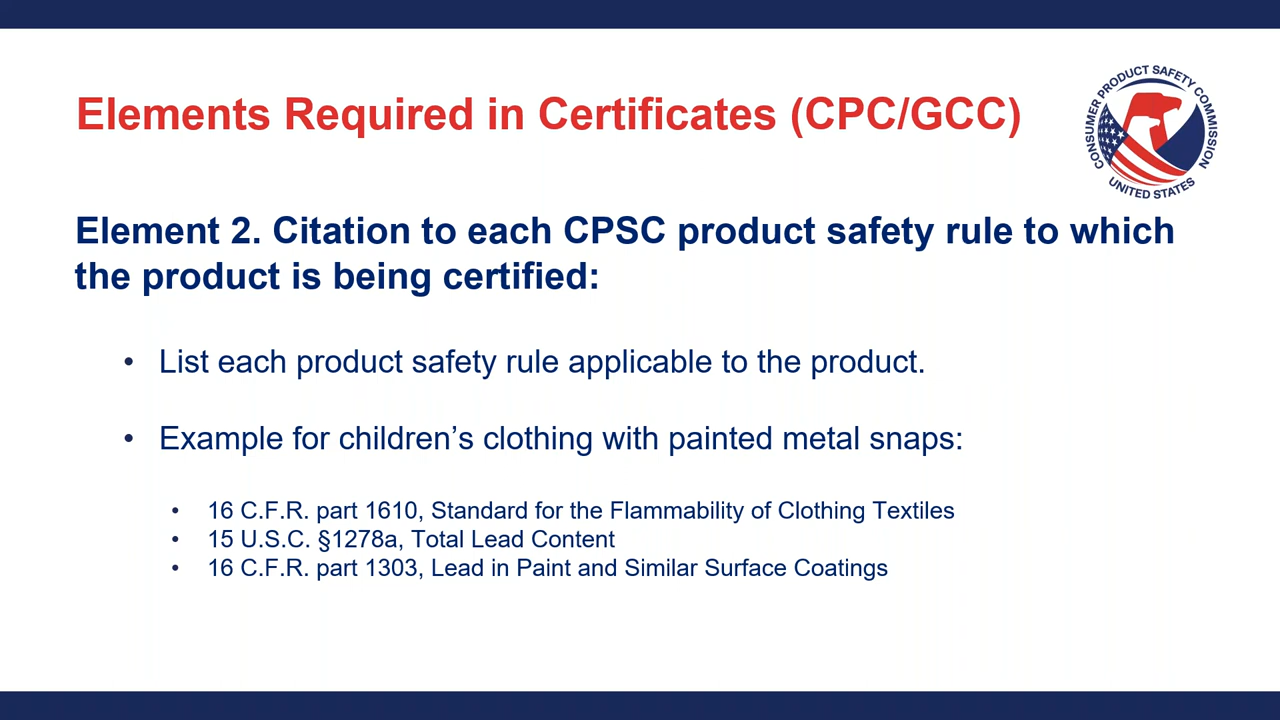 Elements Required in Certificates (CPC/GCC)
CONSUMER PRODUCT SAFETY COMMISSION
UNITED STATES
Element 2. Citation to each CPSC product safety rule to which
the product is being certified:
• List each product safety rule applicable to the product.
• Example for children’s clothing with painted metal snaps:
• 16 C.F.R. part 1610, Standard for the Flammability of Clothing Textiles
• 15 U.S.C. §1278a, Total Lead Content
• 16 C.F.R. part 1303, Lead in Paint and Similar Surface Coatings